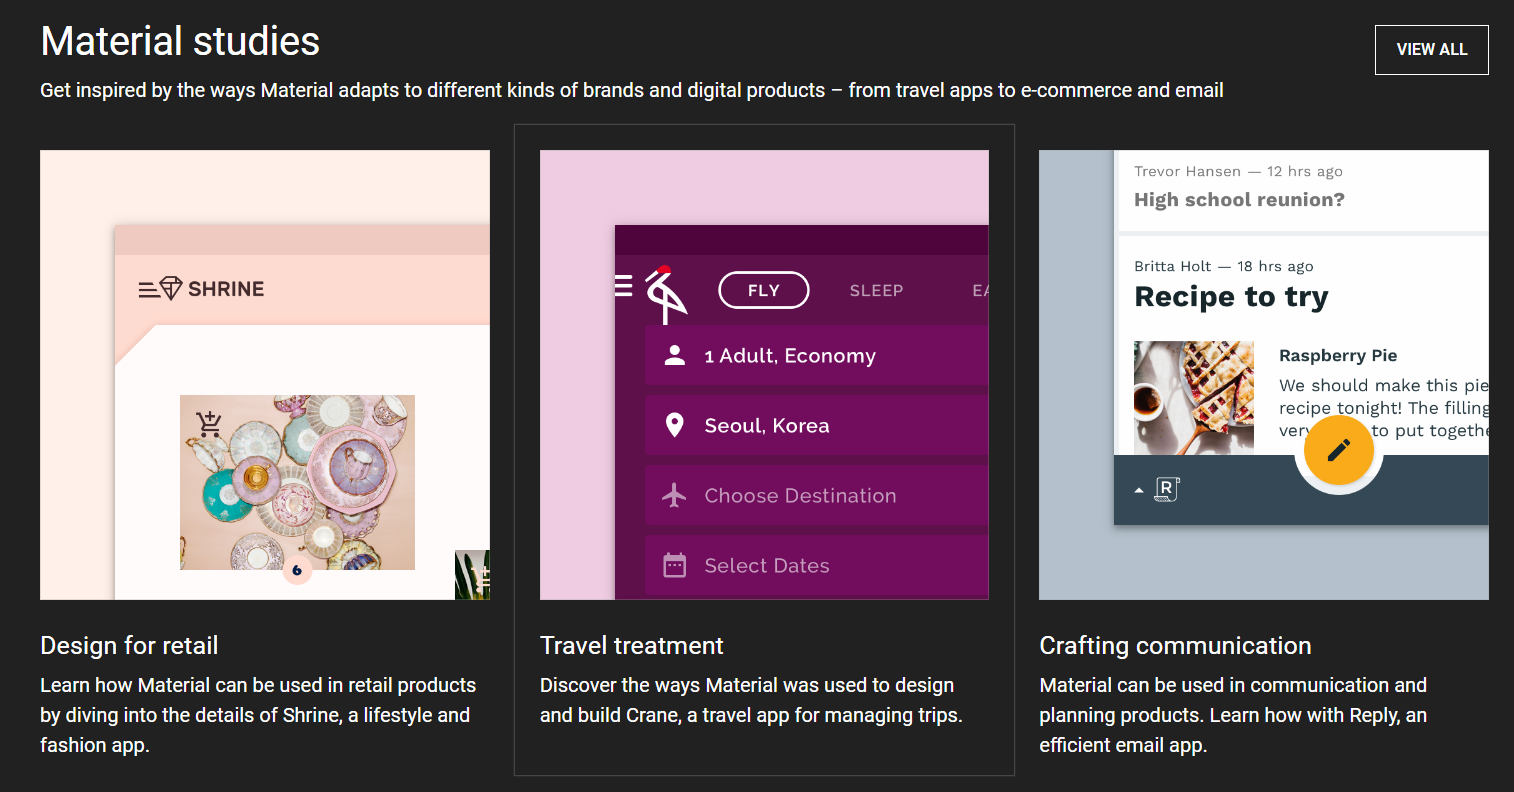 Material studies
VIEW ALL
Get inspired by the ways Material adapts to different kinds of brands and digital products – from travel apps to e-commerce and email
SHRINE
6
Design for retail
Learn how Material can be used in retail products
by diving into the details of Shrine, a lifestyle and
fashion app.
FLY SLEEP
1 Adult, Economy
Seoul, Korea
Choose Destination
Select Dates
Travel treatment
Discover the ways Material was used to design
and build Crane, a travel app for managing trips.
Trevor Hansen — 12 hrs ago
High school reunion?
Britta Holt — 18 hrs ago
Recipe to try
Raspberry Pie
We should make this pie
recipe tonight! The filling
to put
R
Crafting communication
Material can be used in communication and
planning products. Learn how with Reply, an
efficient email app.